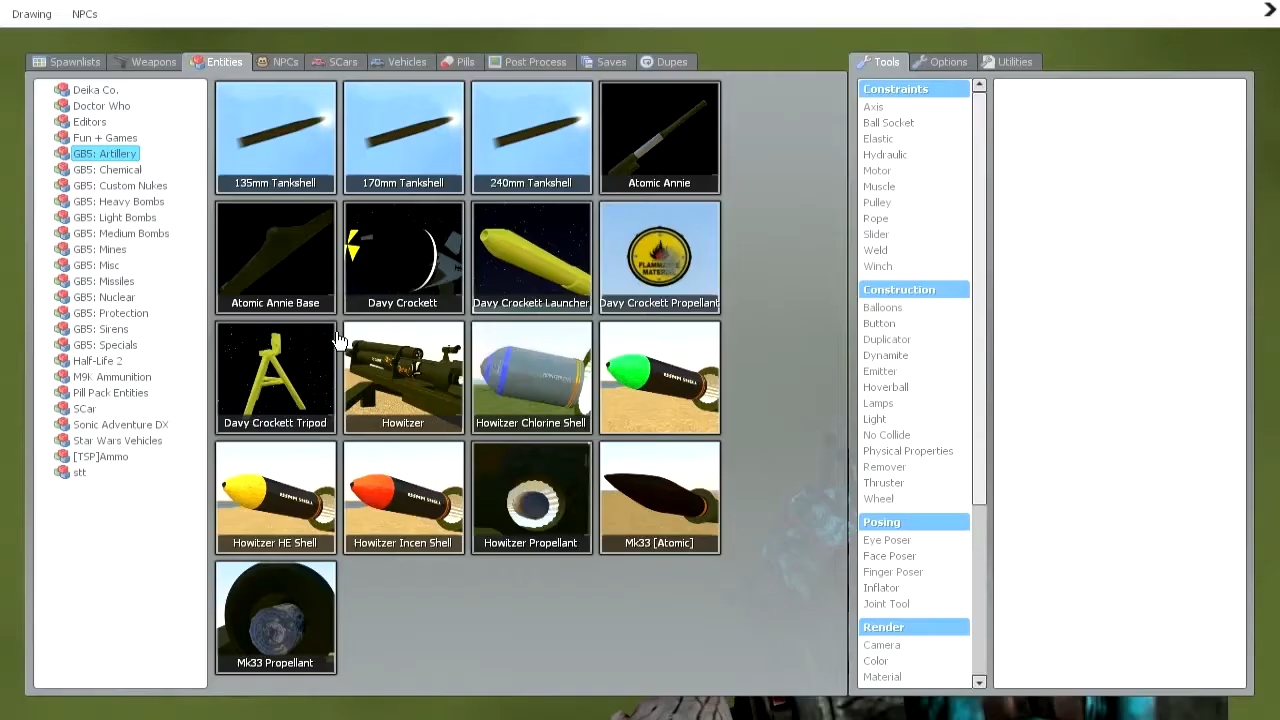 Drawing NPCs
Spawnlists Weapons Entities NPCs SCars Vehicles Pills Post Process Saves Dupes
Tools Options Utilities
Deika Co.
Doctor Who
Editors
Fun + Games
GB5: Artillery
GB5: Chemical
GB5: Custom Nukes
GB5: Heavy Bombs
GB5: Light Bombs
GB5: Medium Bombs
GB5: Mines
GB5: Misc
GB5: Missiles
GB5: Nuclear
GB5: Protection
GB5: Sirens
GB5: Specials
Half-Life 2
M9K Ammunition
Pill Pack Entities
SCar
Sonic Adventure DX
Star Wars Vehicles
[TSP]Ammo
stt
135mm Tankshell
170mm Tankshell
240mm Tankshell
Atomic Annie
Atomic Annie Base
Davy Crockett
Davy Crockett Launcher
FLAMMABLE
MATERIAL
Davy Crockett Propellant
Davy Crockett Tripod
Howitzer
Howitzer Chlorine Shell
Howitzer HE Shell
Howitzer Incen Shell
Howitzer Propellant
Mk33 [Atomic]
Mk33 Propellant
Constraints
Axis
Ball Socket
Elastic
Hydraulic
Motor
Muscle
Pulley
Rope
Slider
Weld
Winch
Construction
Balloons
Button
Duplicator
Dynamite
Emitter
Hoverball
Lamps
Light
No Collide
Physical Properties
Remover
Thruster
Wheel
Posing
Eye Poser
Face Poser
Finger Poser
Inflator
Joint Tool
Render
Camera
Color
Material